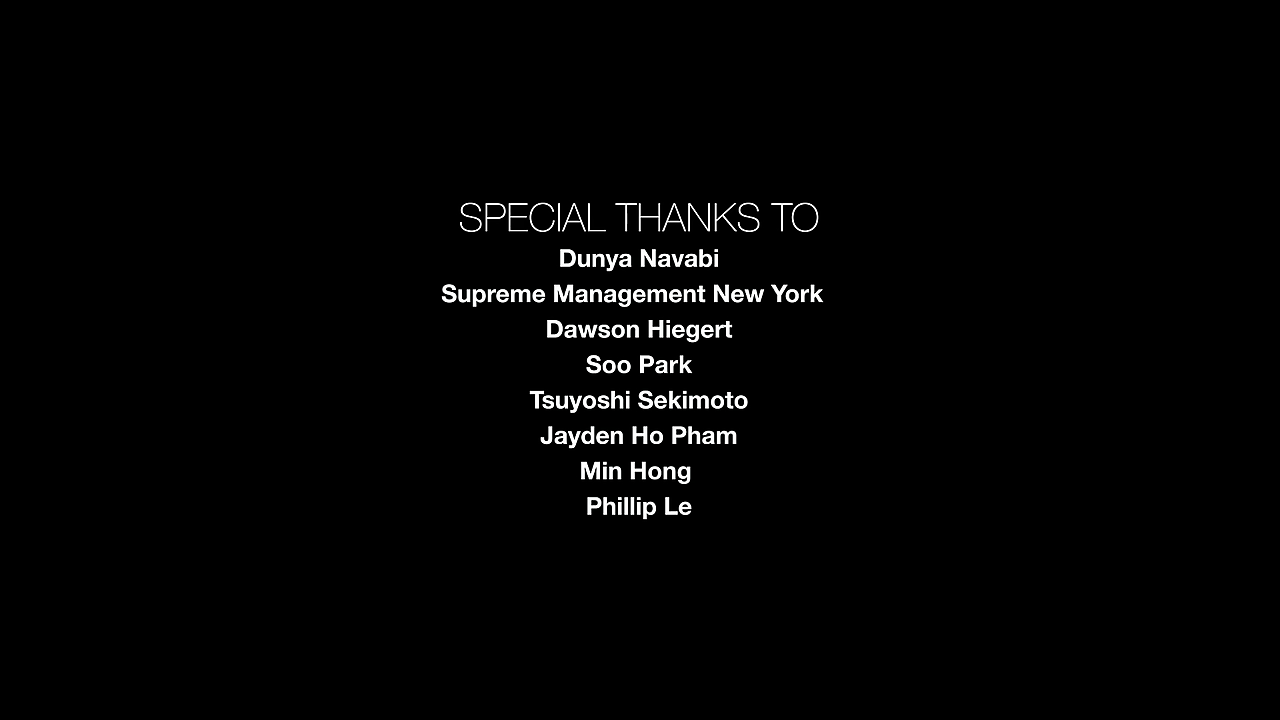 SPECIAL THANKS TO
Dunya Navabi
Supreme Management New York
Dawson Hiegert
Soo Park
Tsuyoshi Sekimoto
Jayden Ho Pham
Min Hong
Phillip Le